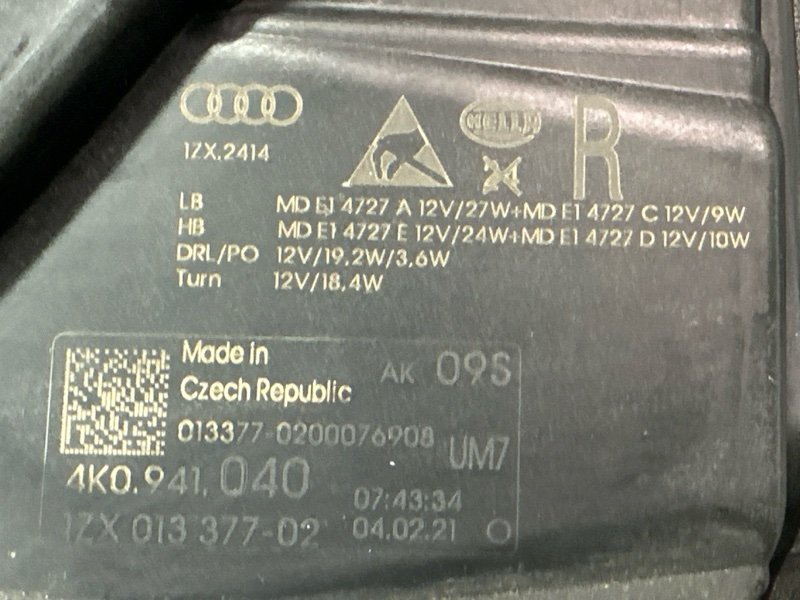 HELLA
R
1ZX.2414
LB MD E1 4727 A 12V/27W+MD E1 4727 C 12V/9W
HB MD E1 4727 E 12V/24W+MD E1 4727 D 12V/10W
DRL/PO 12V/19,2W/3,6W
Turn 12V/18,4W
Made in
Czech Republic
AK 09S
013377-0200076908
UM7
4K0.941.040
07:43:34
1ZX 013 377-02
04.02.21